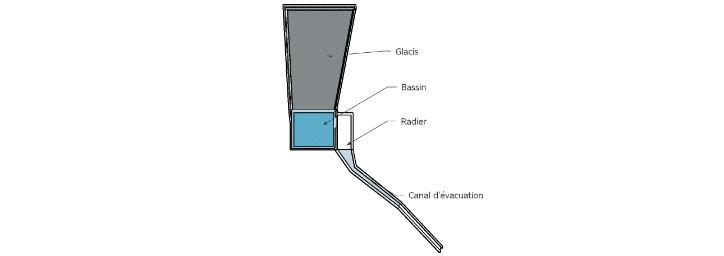 Glacis
Bassin
Radier
Canal d'évacuation